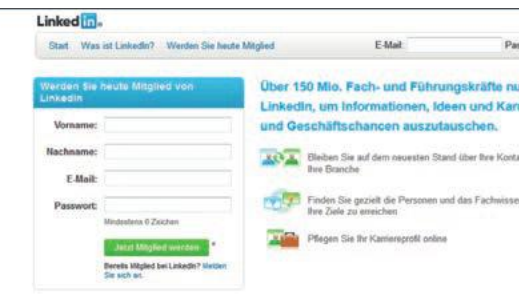 Linked in.
Start Was ist LinkedIn? Werden Sie heute Mitglied E-Mail:
Werden Sie heute Mitglied von
LinkedIn
Vorname:
Nachname:
E-Mail:
Passwort:
Mindestens 6 Zeichen
Jetzt Mitglied werden *
Bereits Mitglied bei LinkedIn? Melden
Sie sich an.
Über 150 Mio. Fach- und Führungskräfte nu
LinkedIn, um Informationen, Ideen und Kar
und Geschäftschancen auszutauschen.
Bleiben Sie auf dem neuesten Stand über Ihre Konta
Ihre Branche
Finden Sie gezielt die Personen und das Fachwisse
Ihre Ziele zu erreichen
Pflegen Sie Ihr Karriereprofil online